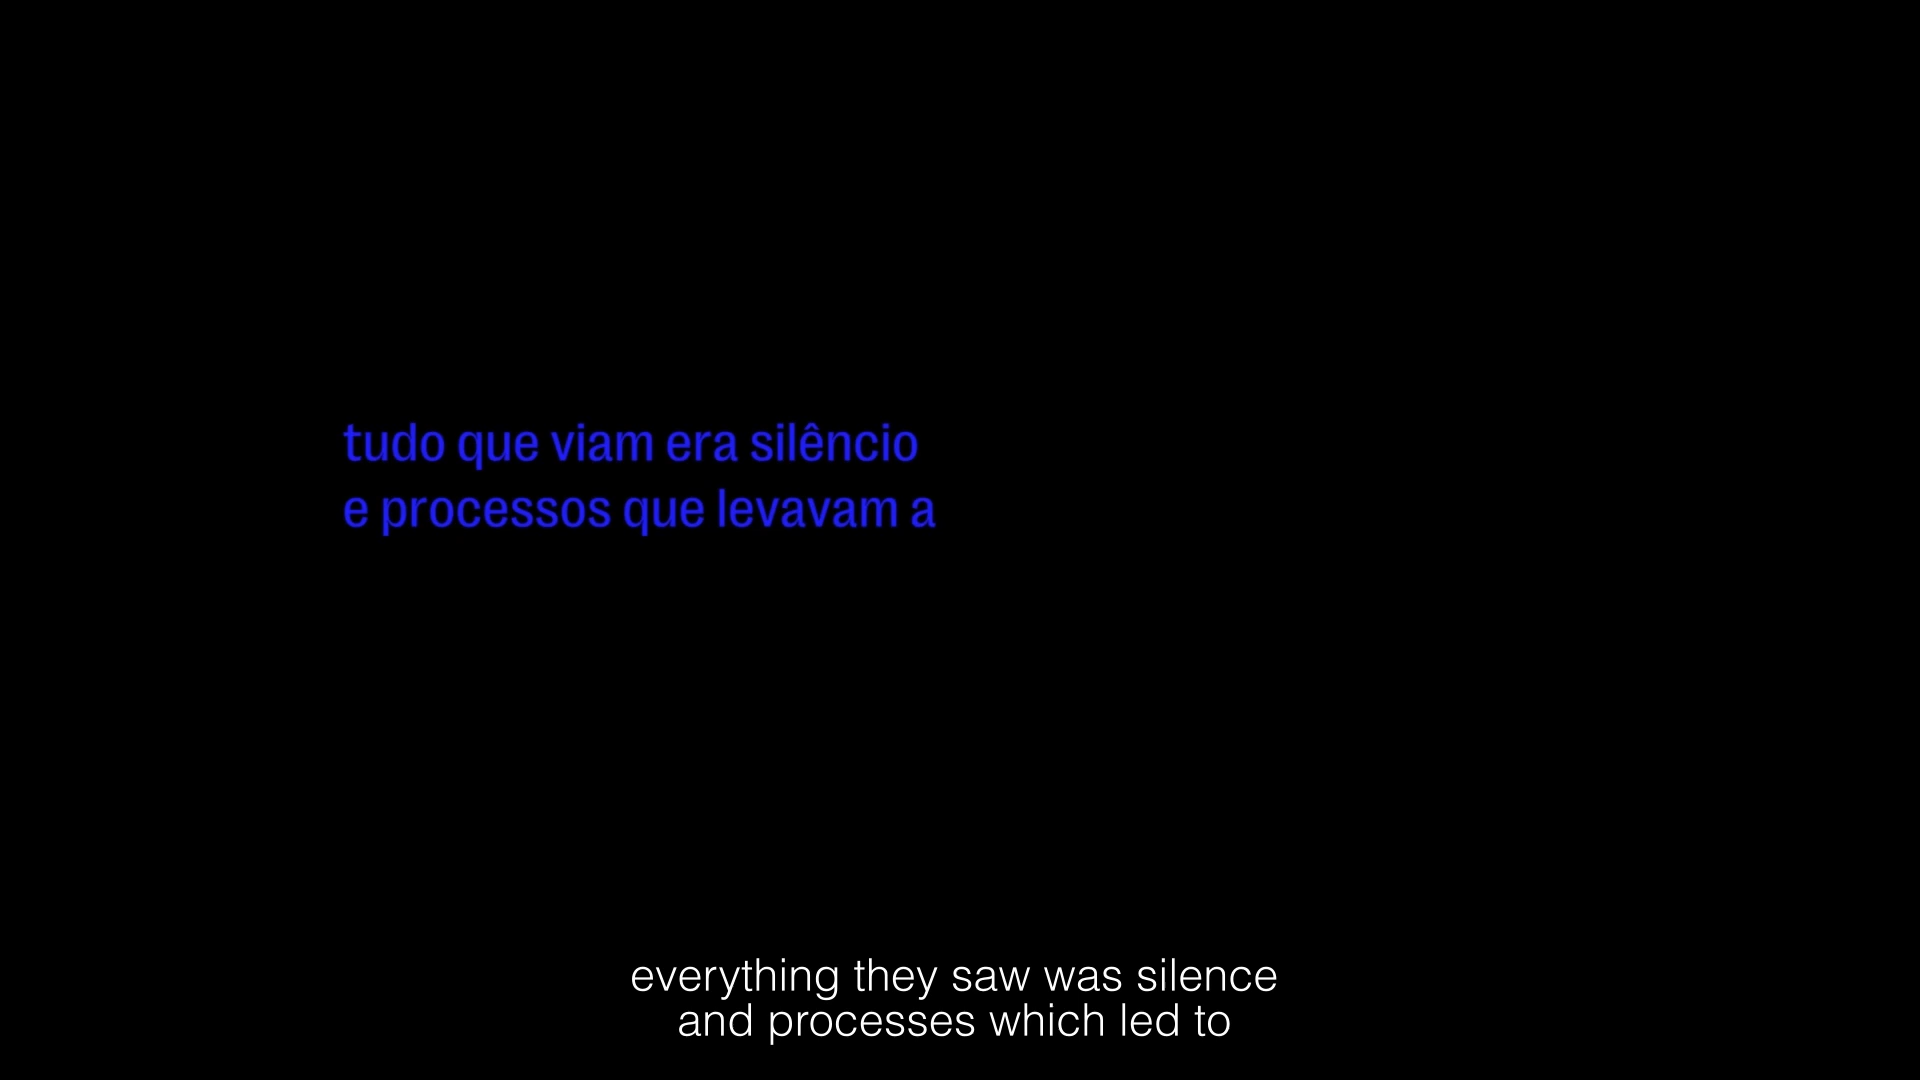 tudo que viam era silêncio
e processos que levavam a
everything they saw was silence
and processes which led to